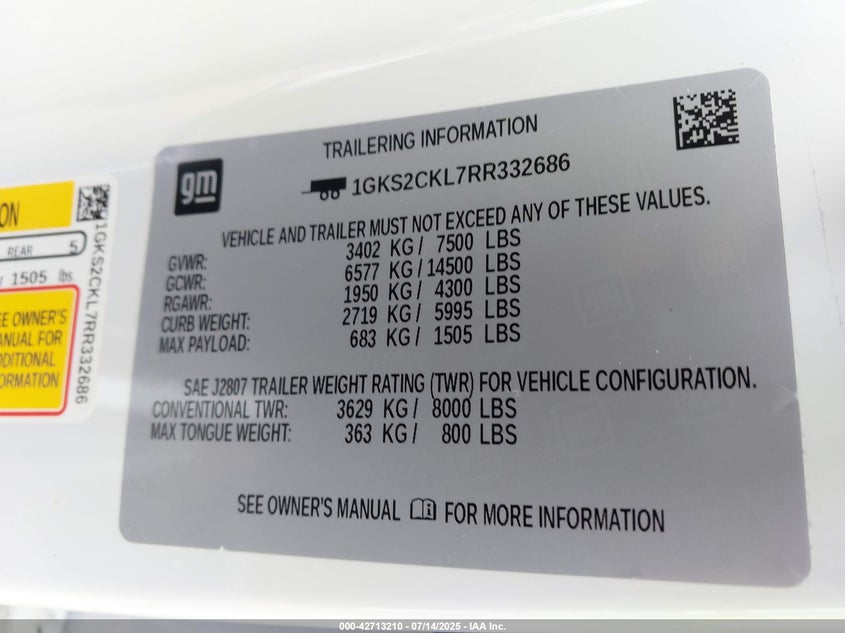 TRAILERING INFORMATION
gm
1GKS2CKL7RR332686
VEHICLE AND TRAILER MUST NOT EXCEED ANY OF THESE VALUES.
GVWR: 3402 KG / 7500 LBS
GCWR: 6577 KG / 14500 LBS
RGAWR: 1950 KG / 4300 LBS
CURB WEIGHT: 2719 KG / 5995 LBS
MAX PAYLOAD: 683 KG / 1505 LBS
SAE J2807 TRAILER WEIGHT RATING (TWR) FOR VEHICLE CONFIGURATION.
CONVENTIONAL TWR: 3629 KG / 8000 LBS
MAX TONGUE WEIGHT: 363 KG / 800 LBS
SEE OWNER'S MANUAL FOR MORE INFORMATION
REAR 5
1505 lbs
OWNER'S
FOR
1GKS2CKL7RR332686
000-42713210 - 07/14/2025 - IAA Inc.